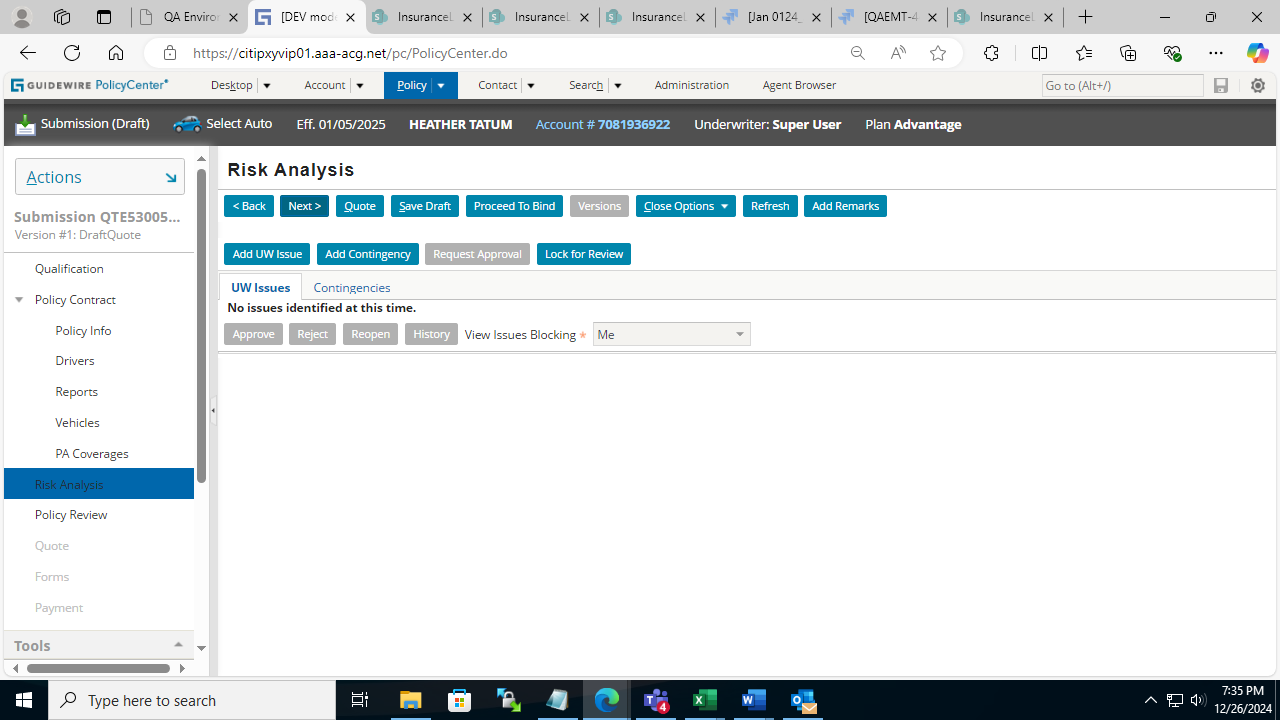 QA Environ
[DEV mode
InsuranceL
InsuranceL
InsuranceL
[Jan 0124_
[QAEMT-4
InsuranceL
https://citipxyvip01.aaa-acg.net/pc/PolicyCenter.do
GUIDEWIRE PolicyCenter®
Desktop
Account
Policy
Contact
Search
Administration
Agent Browser
Go to (Alt+/)
Submission (Draft)
Select Auto
Eff. 01/05/2025
HEATHER TATUM
Account # 7081936922
Underwriter: Super User
Plan Advantage
Actions
Submission QTE53005...
Version #1: DraftQuote
Qualification
Policy Contract
Policy Info
Drivers
Reports
Vehicles
PA Coverages
Risk Analysis
Policy Review
Quote
Forms
Payment
Tools
Risk Analysis
< Back
Next >
Quote
Save Draft
Proceed To Bind
Versions
Close Options
Refresh
Add Remarks
Add UW Issue
Add Contingency
Request Approval
Lock for Review
UW Issues
Contingencies
No issues identified at this time.
Approve
Reject
Reopen
History
View Issues Blocking *
Me
Type here to search
4
7:35 PM
12/26/2024